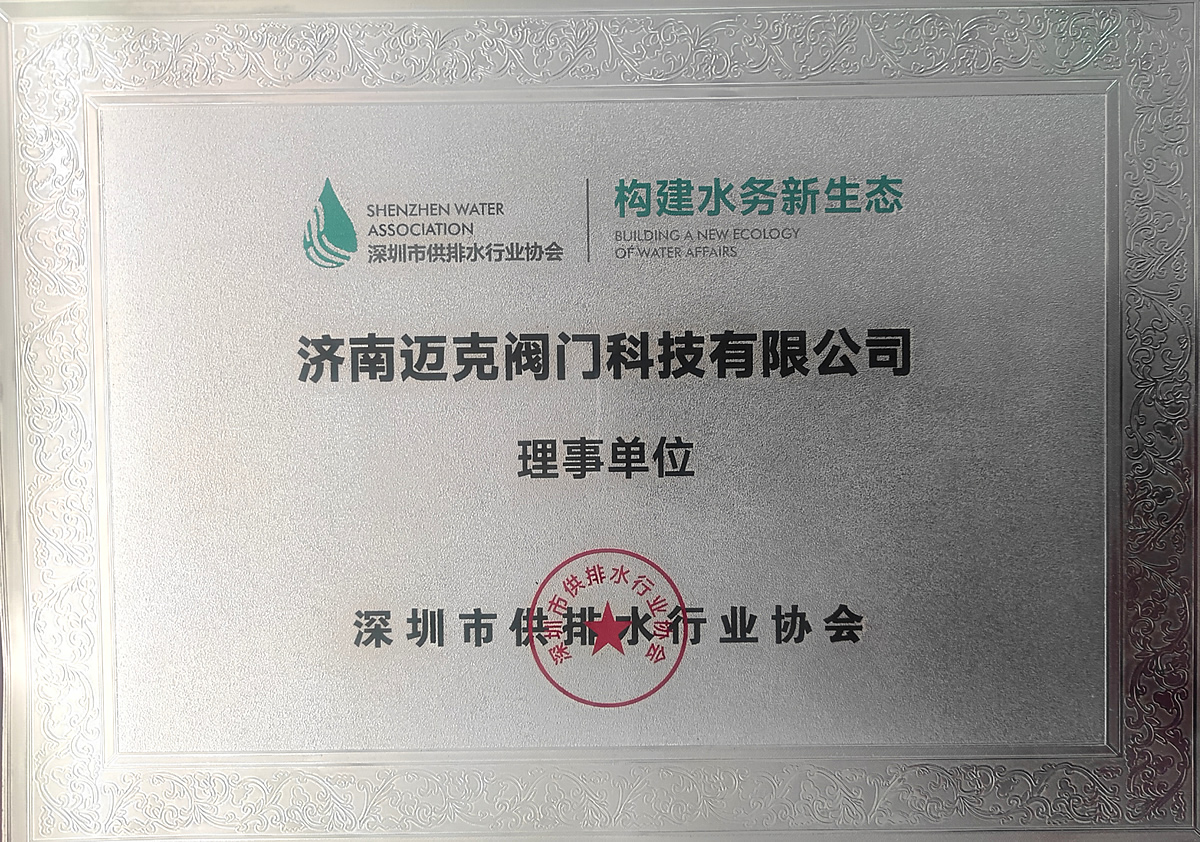 SHENZHEN WATER
ASSOCIATION
深圳市供排水行业协会
构建水务新生态
BUILDING A NEW ECOLOGY
OF WATER AFFAIRS
济南迈克阀门科技有限公司
理事单位
深圳市供排水行业协会
深圳市供排水行业协会